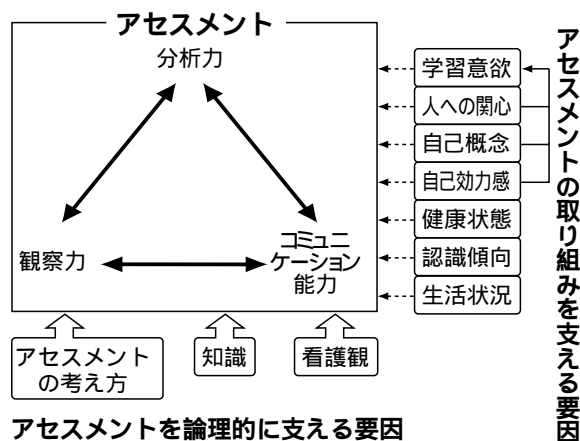 アセスメント
分析力
観察力
コミュニ
ケーション
能力
学習意欲
人への関心
自己概念
自己効力感
健康状態
認識傾向
生活状況
アセスメントの取り組みを支える要因
アセスメント
の考え方
知識
看護観
アセスメントを論理的に支える要因